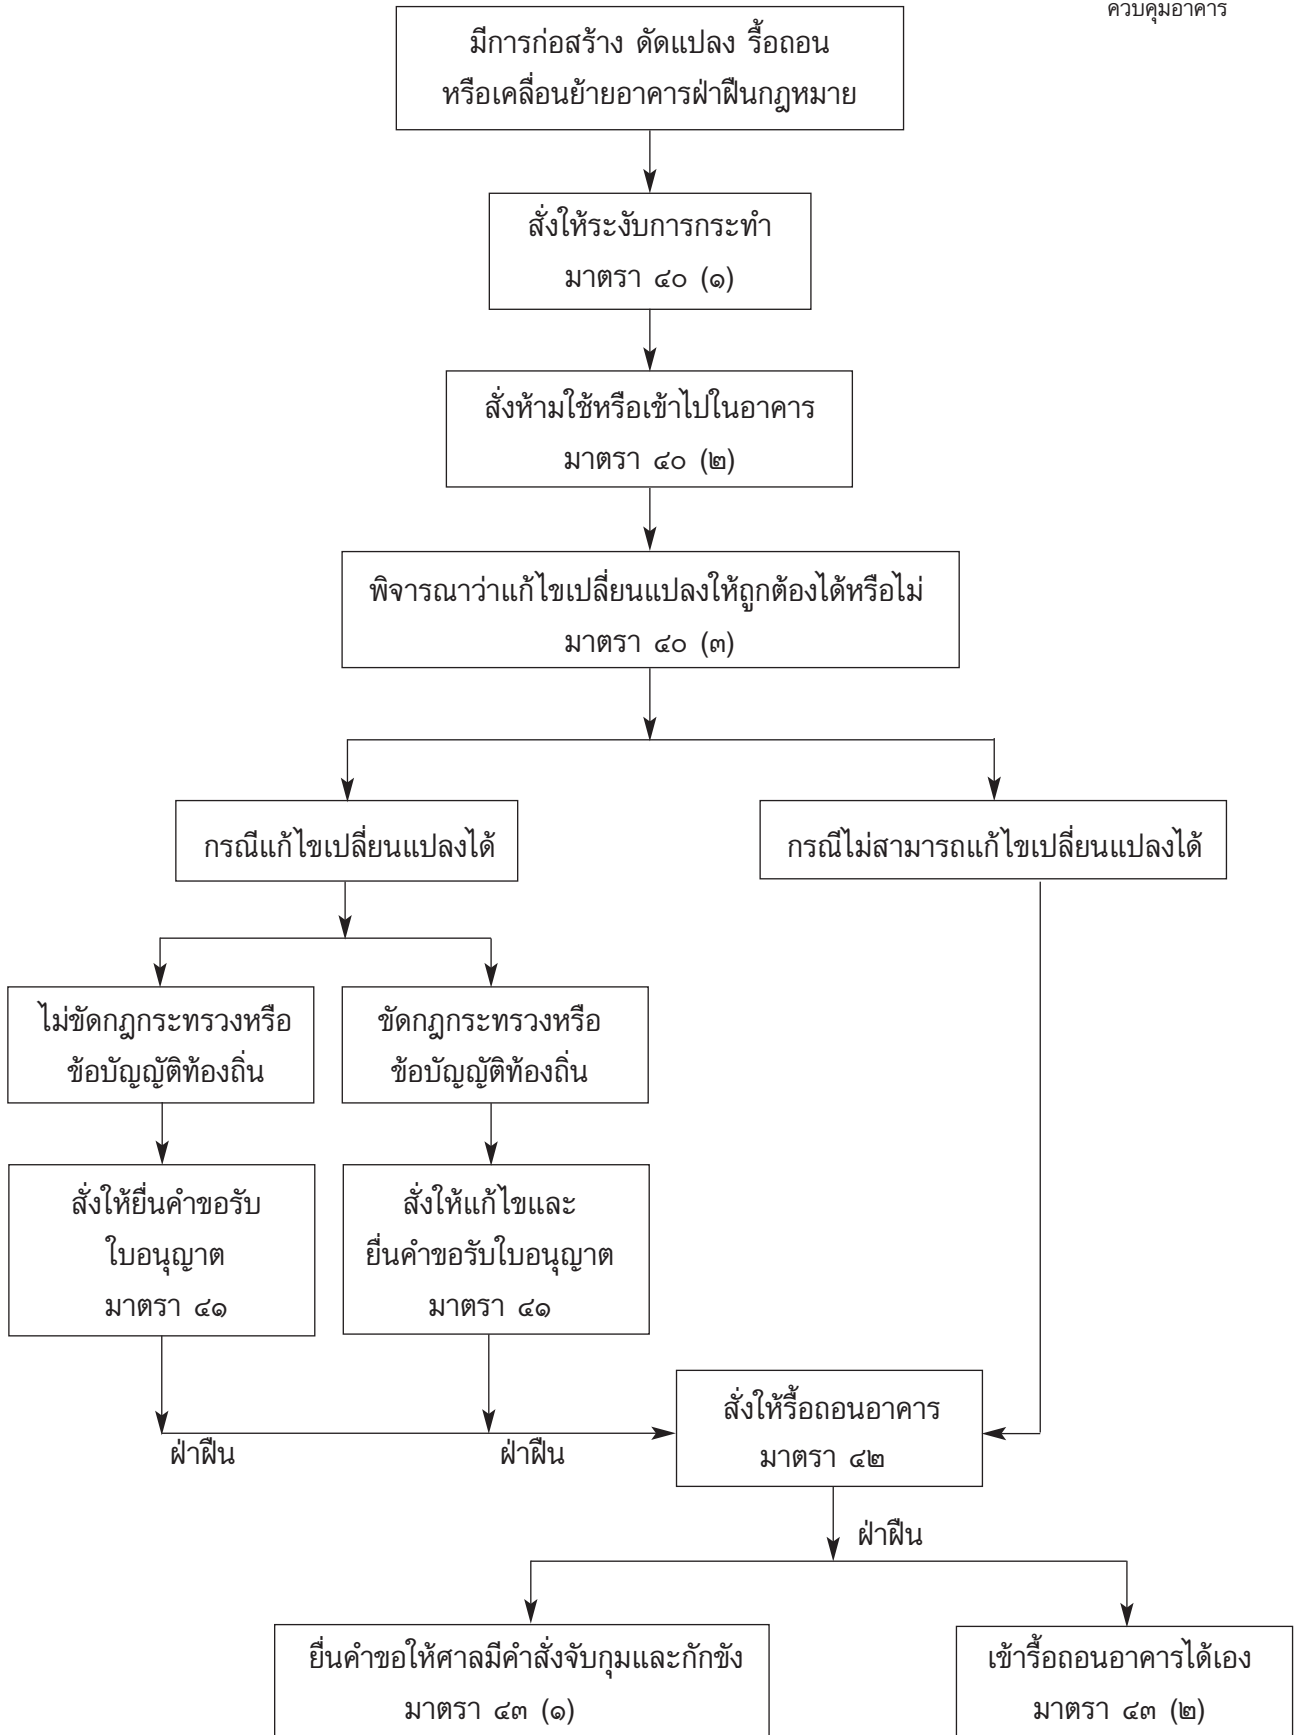 ควบคุมอาคาร
มีการก่อสร้าง ดัดแปลง รื้อถอน
หรือเคลื่อนย้ายอาคารฝ่าฝืนกฎหมาย
สั่งให้ระงับการกระทำ
มาตรา ๔๐ (๑)
สั่งห้ามใช้หรือเข้าไปในอาคาร
มาตรา ๔๐ (๒)
พิจารณาว่าแก้ไขเปลี่ยนแปลงให้ถูกต้องได้หรือไม่
มาตรา ๔๐ (๓)
กรณีแก้ไขเปลี่ยนแปลงได้
กรณีไม่สามารถแก้ไขเปลี่ยนแปลงได้
ไม่ขัดกฎกระทรวงหรือ
ข้อบัญญัติท้องถิ่น
ขัดกฎกระทรวงหรือ
ข้อบัญญัติท้องถิ่น
สั่งให้ยื่นคำขอรับ
ใบอนุญาต
มาตรา ๔๑
สั่งให้แก้ไขและ
ยื่นคำขอรับใบอนุญาต
มาตรา ๔๑
สั่งให้รื้อถอนอาคาร
มาตรา ๔๒
ฝ่าฝืน
ฝ่าฝืน
ฝ่าฝืน
ยื่นคำขอให้ศาลมีคำสั่งจับกุมและกักขัง
มาตรา ๔๓ (๑)
เข้ารื้อถอนอาคารได้เอง
มาตรา ๔๓ (๒)